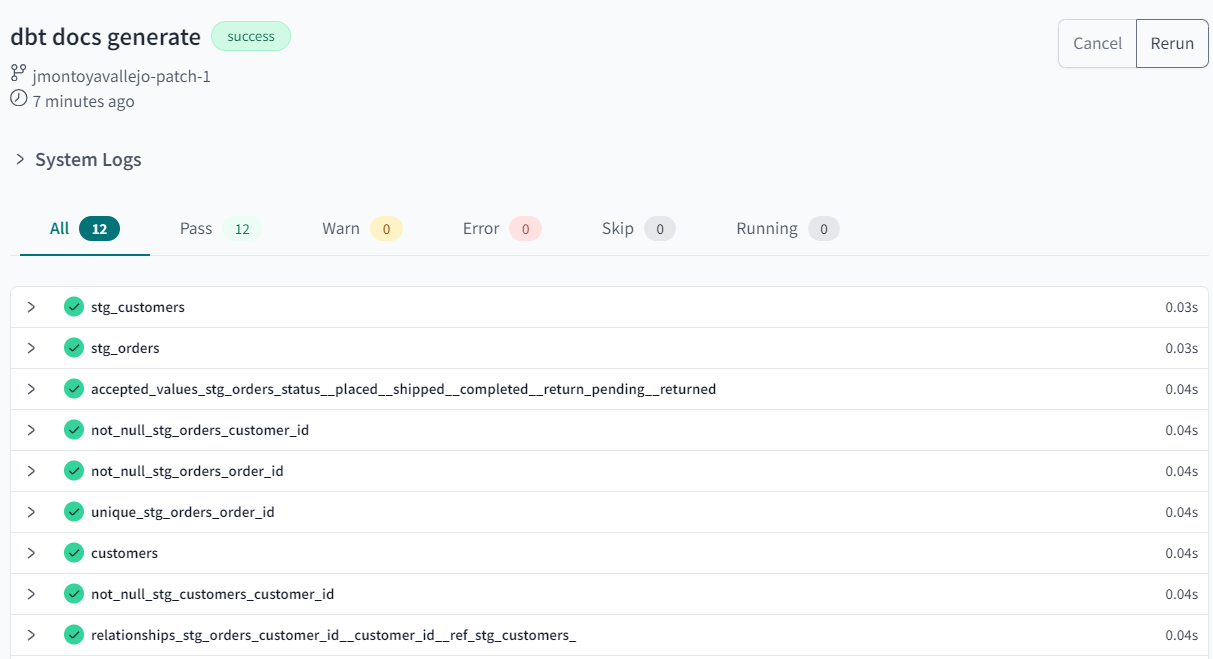 dbt docs generate success Cancel Rerun
jmontoyavallejo-patch-1
7 minutes ago
System Logs
All 12 Pass 12 Warn 0 Error 0 Skip 0 Running 0
stg_customers 0.03s
stg_orders 0.03s
accepted_values_stg_orders_status__placed__shipped__completed__return_pending__returned 0.04s
not_null_stg_orders_customer_id 0.04s
not_null_stg_orders_order_id 0.04s
unique_stg_orders_order_id 0.04s
customers 0.04s
not_null_stg_customers_customer_id 0.04s
relationships_stg_orders_customer_id__customer_id__ref_stg_customers_ 0.04s